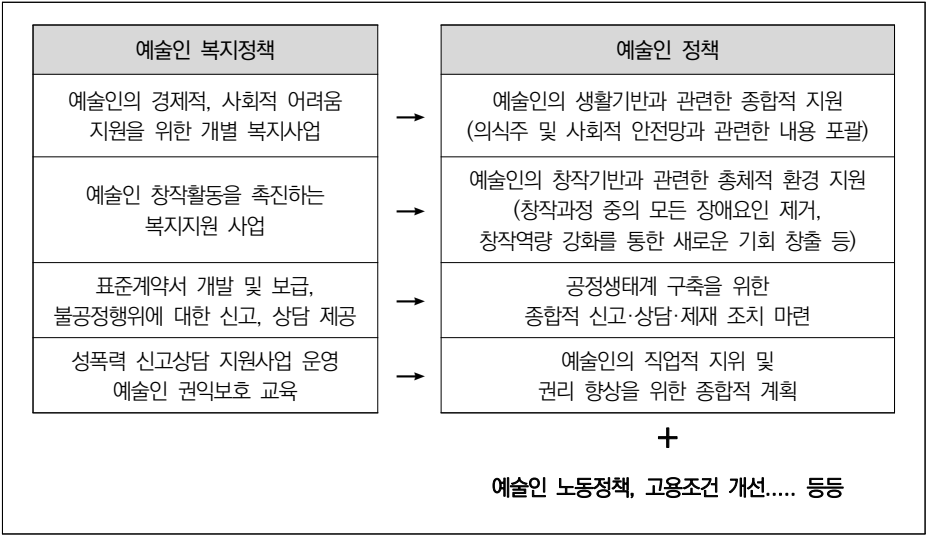 예술인 복지정책
예술인 정책
예술인의 경제적, 사회적 어려움
지원을 위한 개별 복지사업
→
예술인의 생활기반과 관련한 종합적 지원
(의식주 및 사회적 안전망과 관련한 내용 포괄)
예술인 창작활동을 촉진하는
복지지원 사업
→
예술인의 창작기반과 관련한 총체적 환경 지원
(창작과정 중의 모든 장애요인 제거,
창작역량 강화를 통한 새로운 기회 창출 등)
표준계약서 개발 및 보급,
불공정행위에 대한 신고, 상담 제공
→
공정생태계 구축을 위한
종합적 신고·상담·제재 조치 마련
성폭력 신고상담 지원사업 운영
예술인 권익보호 교육
→
예술인의 직업적 지위 및
권리 향상을 위한 종합적 계획
+
예술인 노동정책, 고용조건 개선..... 등등